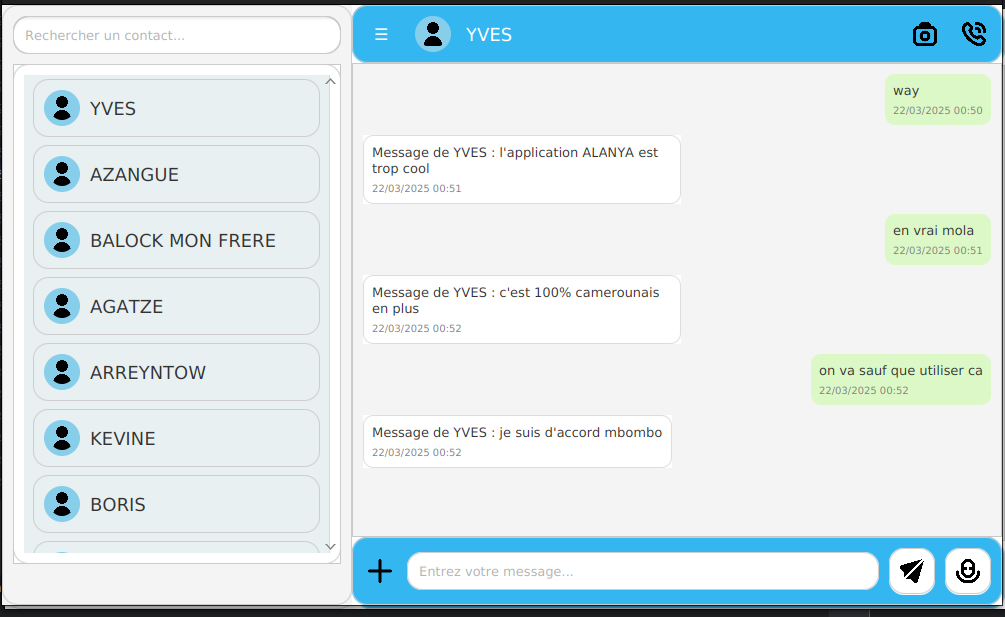 Rechercher un contact...
YVES
AZANGUE
BALOCK MON FRERE
AGATZE
ARREYNTOW
KEVINE
BORIS
☰
YVES
way
22/03/2025 00:50
Message de YVES : l'application ALANYA est
trop cool
22/03/2025 00:51
en vrai mola
22/03/2025 00:51
Message de YVES : c'est 100% camerounais
en plus
22/03/2025 00:52
on va sauf que utiliser ca
22/03/2025 00:52
Message de YVES : je suis d'accord mbombo
22/03/2025 00:52
Entrez votre message...